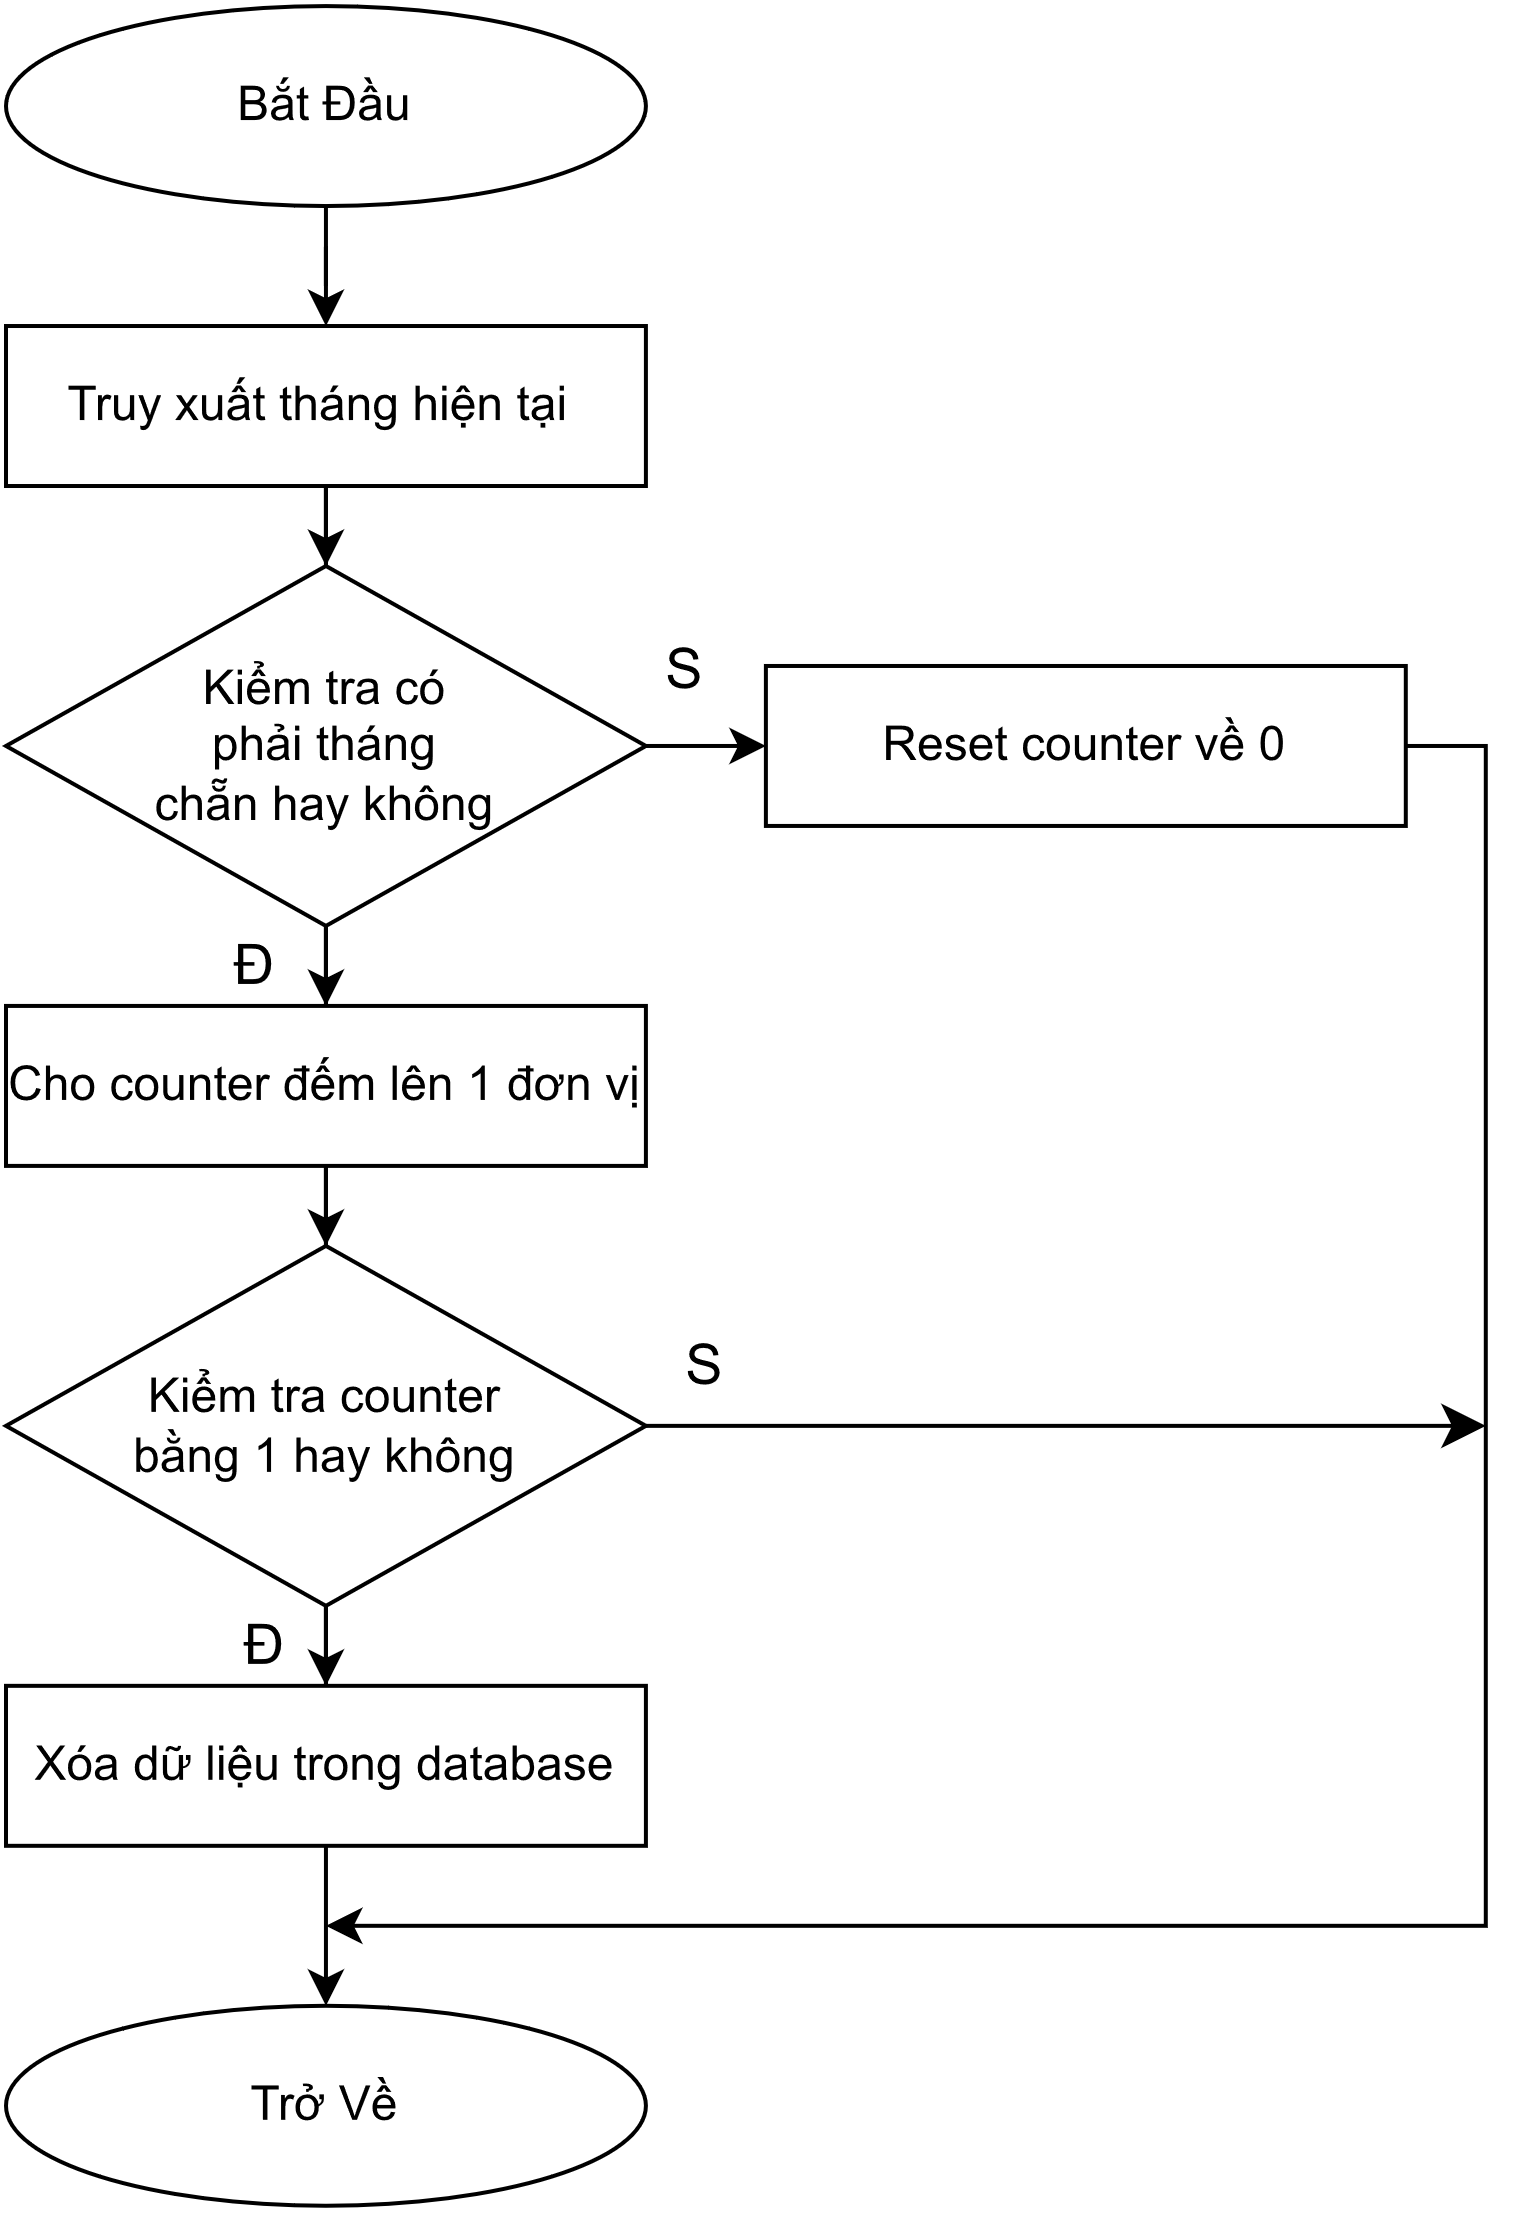 Bắt Đầu
Truy xuất tháng hiện tại
Kiểm tra có
phải tháng
chẵn hay không
S
Reset counter về 0
Đ
Cho counter đếm lên 1 đơn vị
Kiểm tra counter
bằng 1 hay không
S
Đ
Xóa dữ liệu trong database
Trở Về